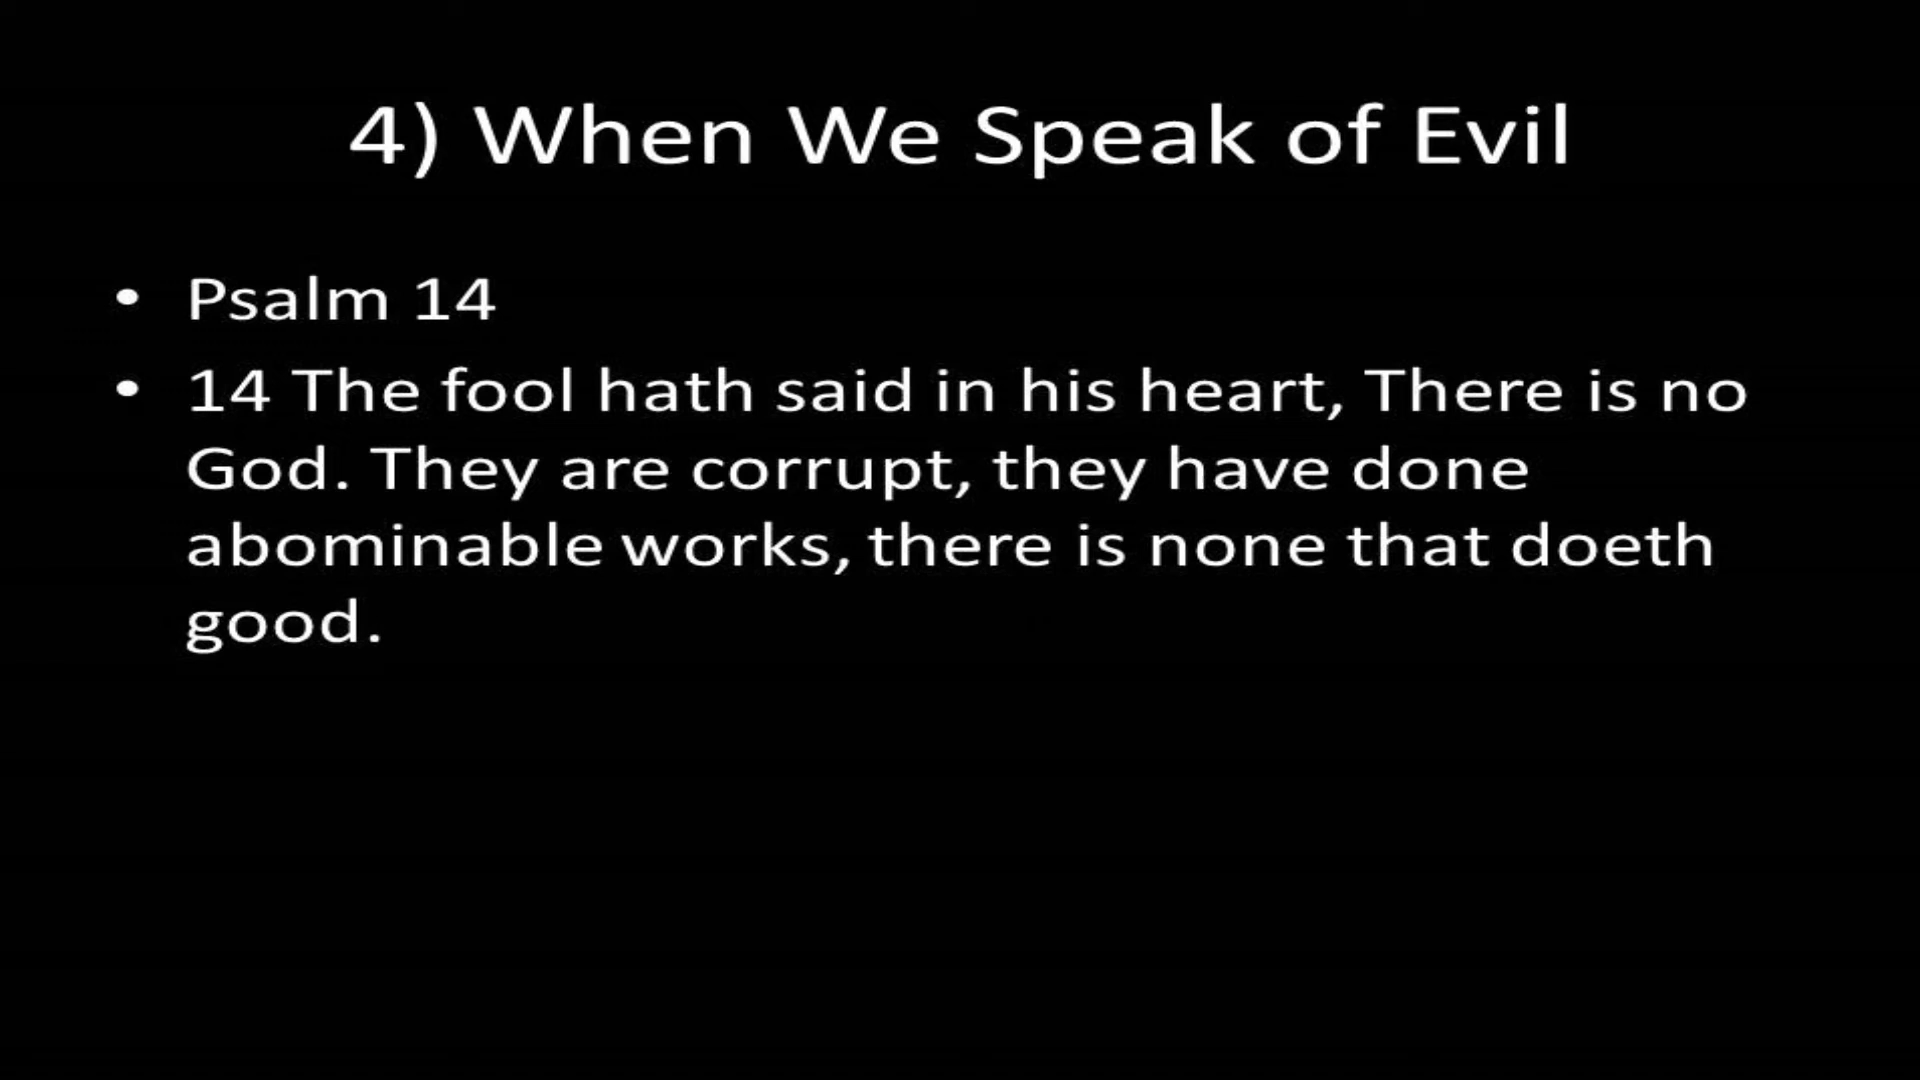 4) When We Speak of Evil
• Psalm 14
• 14 The fool hath said in his heart, There is no
God. They are corrupt, they have done
abominable works, there is none that doeth
good.